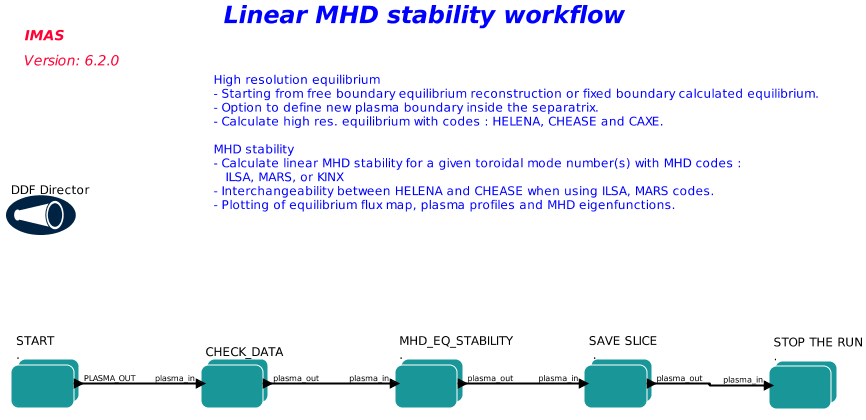 Linear MHD stability workflow
IMAS
Version: 6.2.0
High resolution equilibrium
- Starting from free boundary equilibrium reconstruction or fixed boundary calculated equilibrium.
- Option to define new plasma boundary inside the separatrix.
- Calculate high res. equilibrium with codes : HELENA, CHEASE and CAXE.
MHD stability
- Calculate linear MHD stability for a given toroidal mode number(s) with MHD codes :
ILSA, MARS, or KINX
- Interchangeability between HELENA and CHEASE when using ILSA, MARS codes.
- Plotting of equilibrium flux map, plasma profiles and MHD eigenfunctions.
DDF Director
START
.
CHECK_DATA
MHD_EQ_STABILITY
.
SAVE SLICE
.
STOP THE RUN
.
PLASMA_OUT
plasma_in
plasma_out
plasma_in
plasma_out
plasma_in
plasma_out
plasma_in